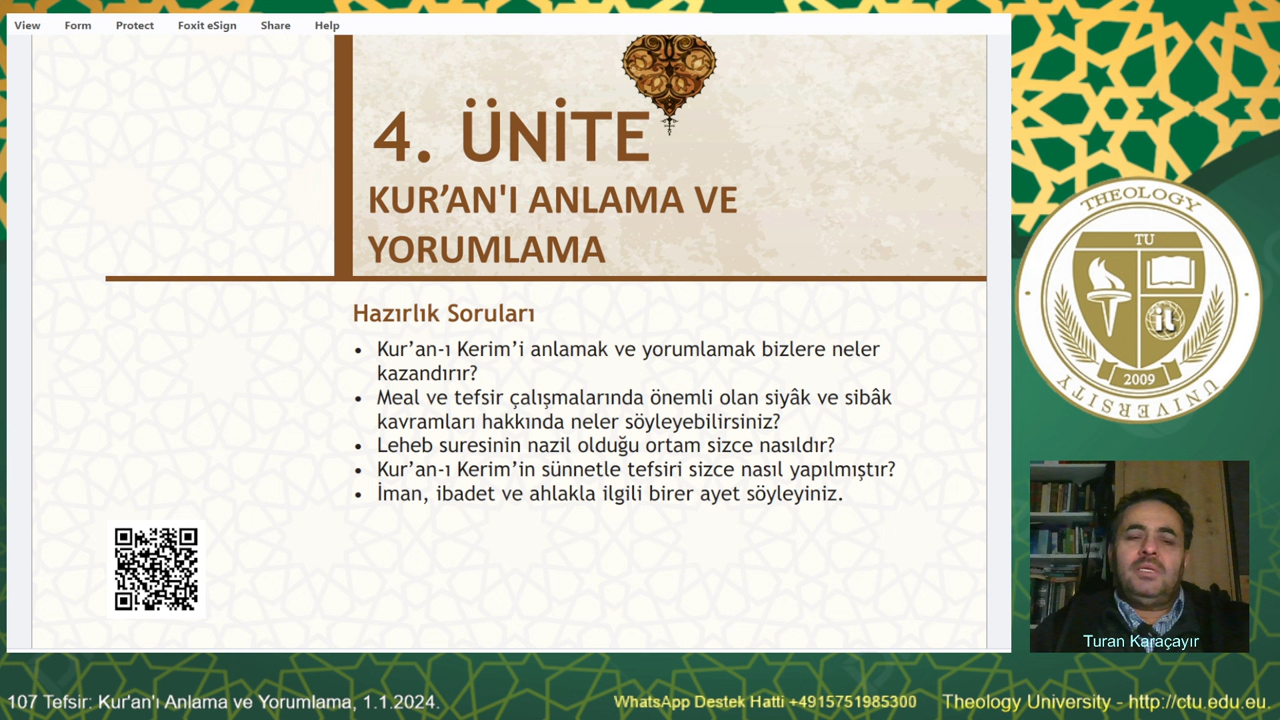 View Form Protect Foxit eSign Share Help
4. ÜNİTE
KUR’AN'I ANLAMA VE
YORUMLAMA
Hazırlık Soruları
• Kur’an-ı Kerim’i anlamak ve yorumlamak bizlere neler
kazandırır?
• Meal ve tefsir çalışmalarında önemli olan siyâk ve sibâk
kavramları hakkında neler söyleyebilirsiniz?
• Leheb suresinin nazil olduğu ortam sizce nasıldır?
• Kur’an-ı Kerim’in sünnetle tefsiri sizce nasıl yapılmıştır?
• İman, ibadet ve ahlakla ilgili birer ayet söyleyiniz.
THEOLOGY
TU
it
2009
UNIVERSITY
Turan Karaçayır
107 Tefsir: Kur'an'ı Anlama ve Yorumlama, 1.1.2024.
WhatsApp Destek Hatti +4915751985300
Theology University - http://ctu.edu.eu.